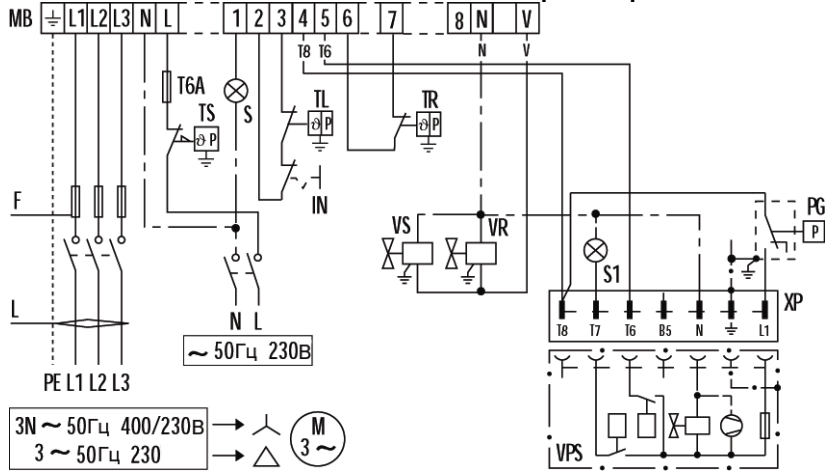 MB L1 L2 L3 N L 1 2 3 4 5 6 7 8 N V
T8 T6 N V
T6A
TS
ϑ P
S
TL
ϑ P
TR
ϑ P
IN
F
VS
VR
PG
P
S1
XP
L
N L
T8 T7 T6 B5 N L1
~ 50Гц 230В
PE L1 L2 L3
VPS
3N ~ 50Гц 400/230В
3 ~ 50Гц 230
M
3 ~